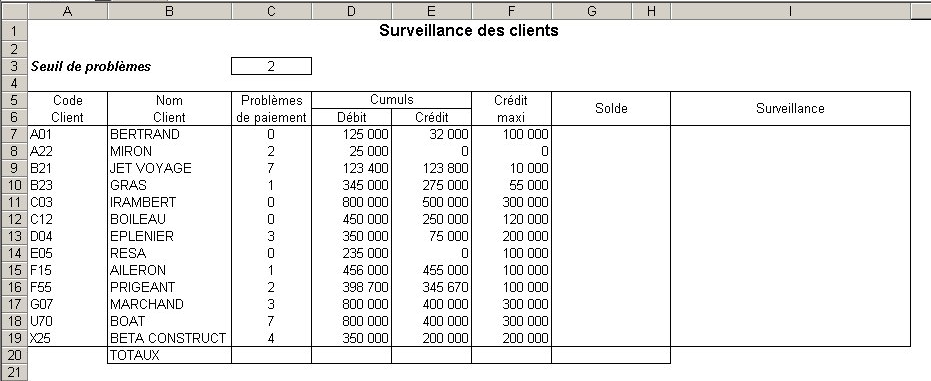 A B C D E F G H I
1 Surveillance des clients
2
3 Seuil de problèmes 2
4
5 Code Nom Problèmes Cumuls Crédit Solde Surveillance
6 Client Client de paiement Débit Crédit maxi
7 A01 BERTRAND 0 125 000 32 000 100 000
8 A22 MIRON 2 25 000 0 0
9 B21 JET VOYAGE 7 123 400 123 800 10 000
10 B23 GRAS 1 345 000 275 000 55 000
11 C03 IRAMBERT 0 800 000 500 000 300 000
12 C12 BOILEAU 0 450 000 250 000 120 000
13 D04 EPLENIER 3 350 000 75 000 200 000
14 E05 RESA 0 235 000 0 100 000
15 F15 AILERON 1 456 000 455 000 100 000
16 F55 PRIGEANT 2 398 700 345 670 100 000
17 G07 MARCHAND 3 800 000 400 000 300 000
18 U70 BOAT 7 800 000 400 000 300 000
19 X25 BETA CONSTRUCT 4 350 000 200 000 200 000
20 TOTAUX
21